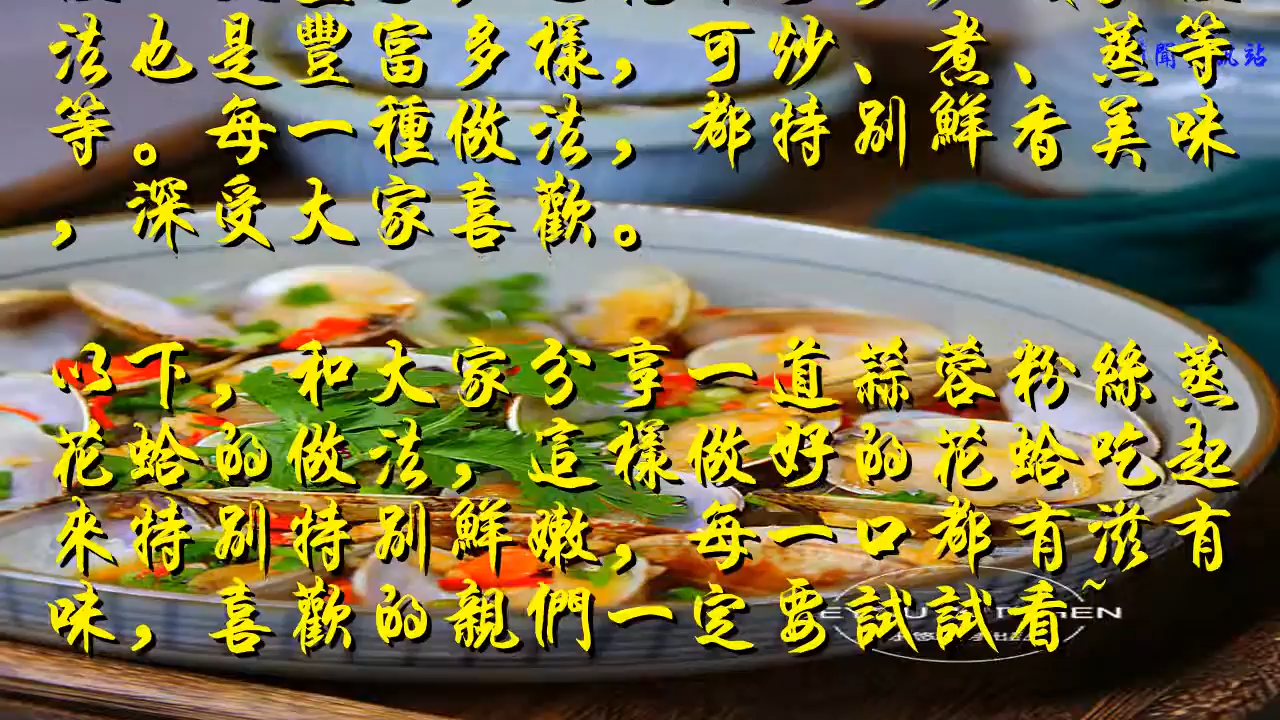 法也是豐富多樣，可炒、煮、蒸等
等。每一種做法，都特別鮮香美味
，深受大家喜歡。
以下，和大家分享一道蒜蓉粉絲蒸
花蛤的做法，這樣做好的花蛤吃起
來特別特別鮮嫩，每一口都有滋有
味，喜歡的親們一定要試試看~